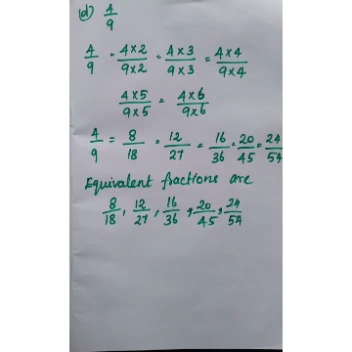 (d) 4/9
4/9 = 4×2/9×2 = 4×3/9×3 = 4×4/9×4
4×5/9×5 = 4×6/9×6
4/9 = 8/18 = 12/27 = 16/36 = 20/45 = 24/54
Equivalent fractions are
8/18, 12/27, 16/36, 20/45, 24/54